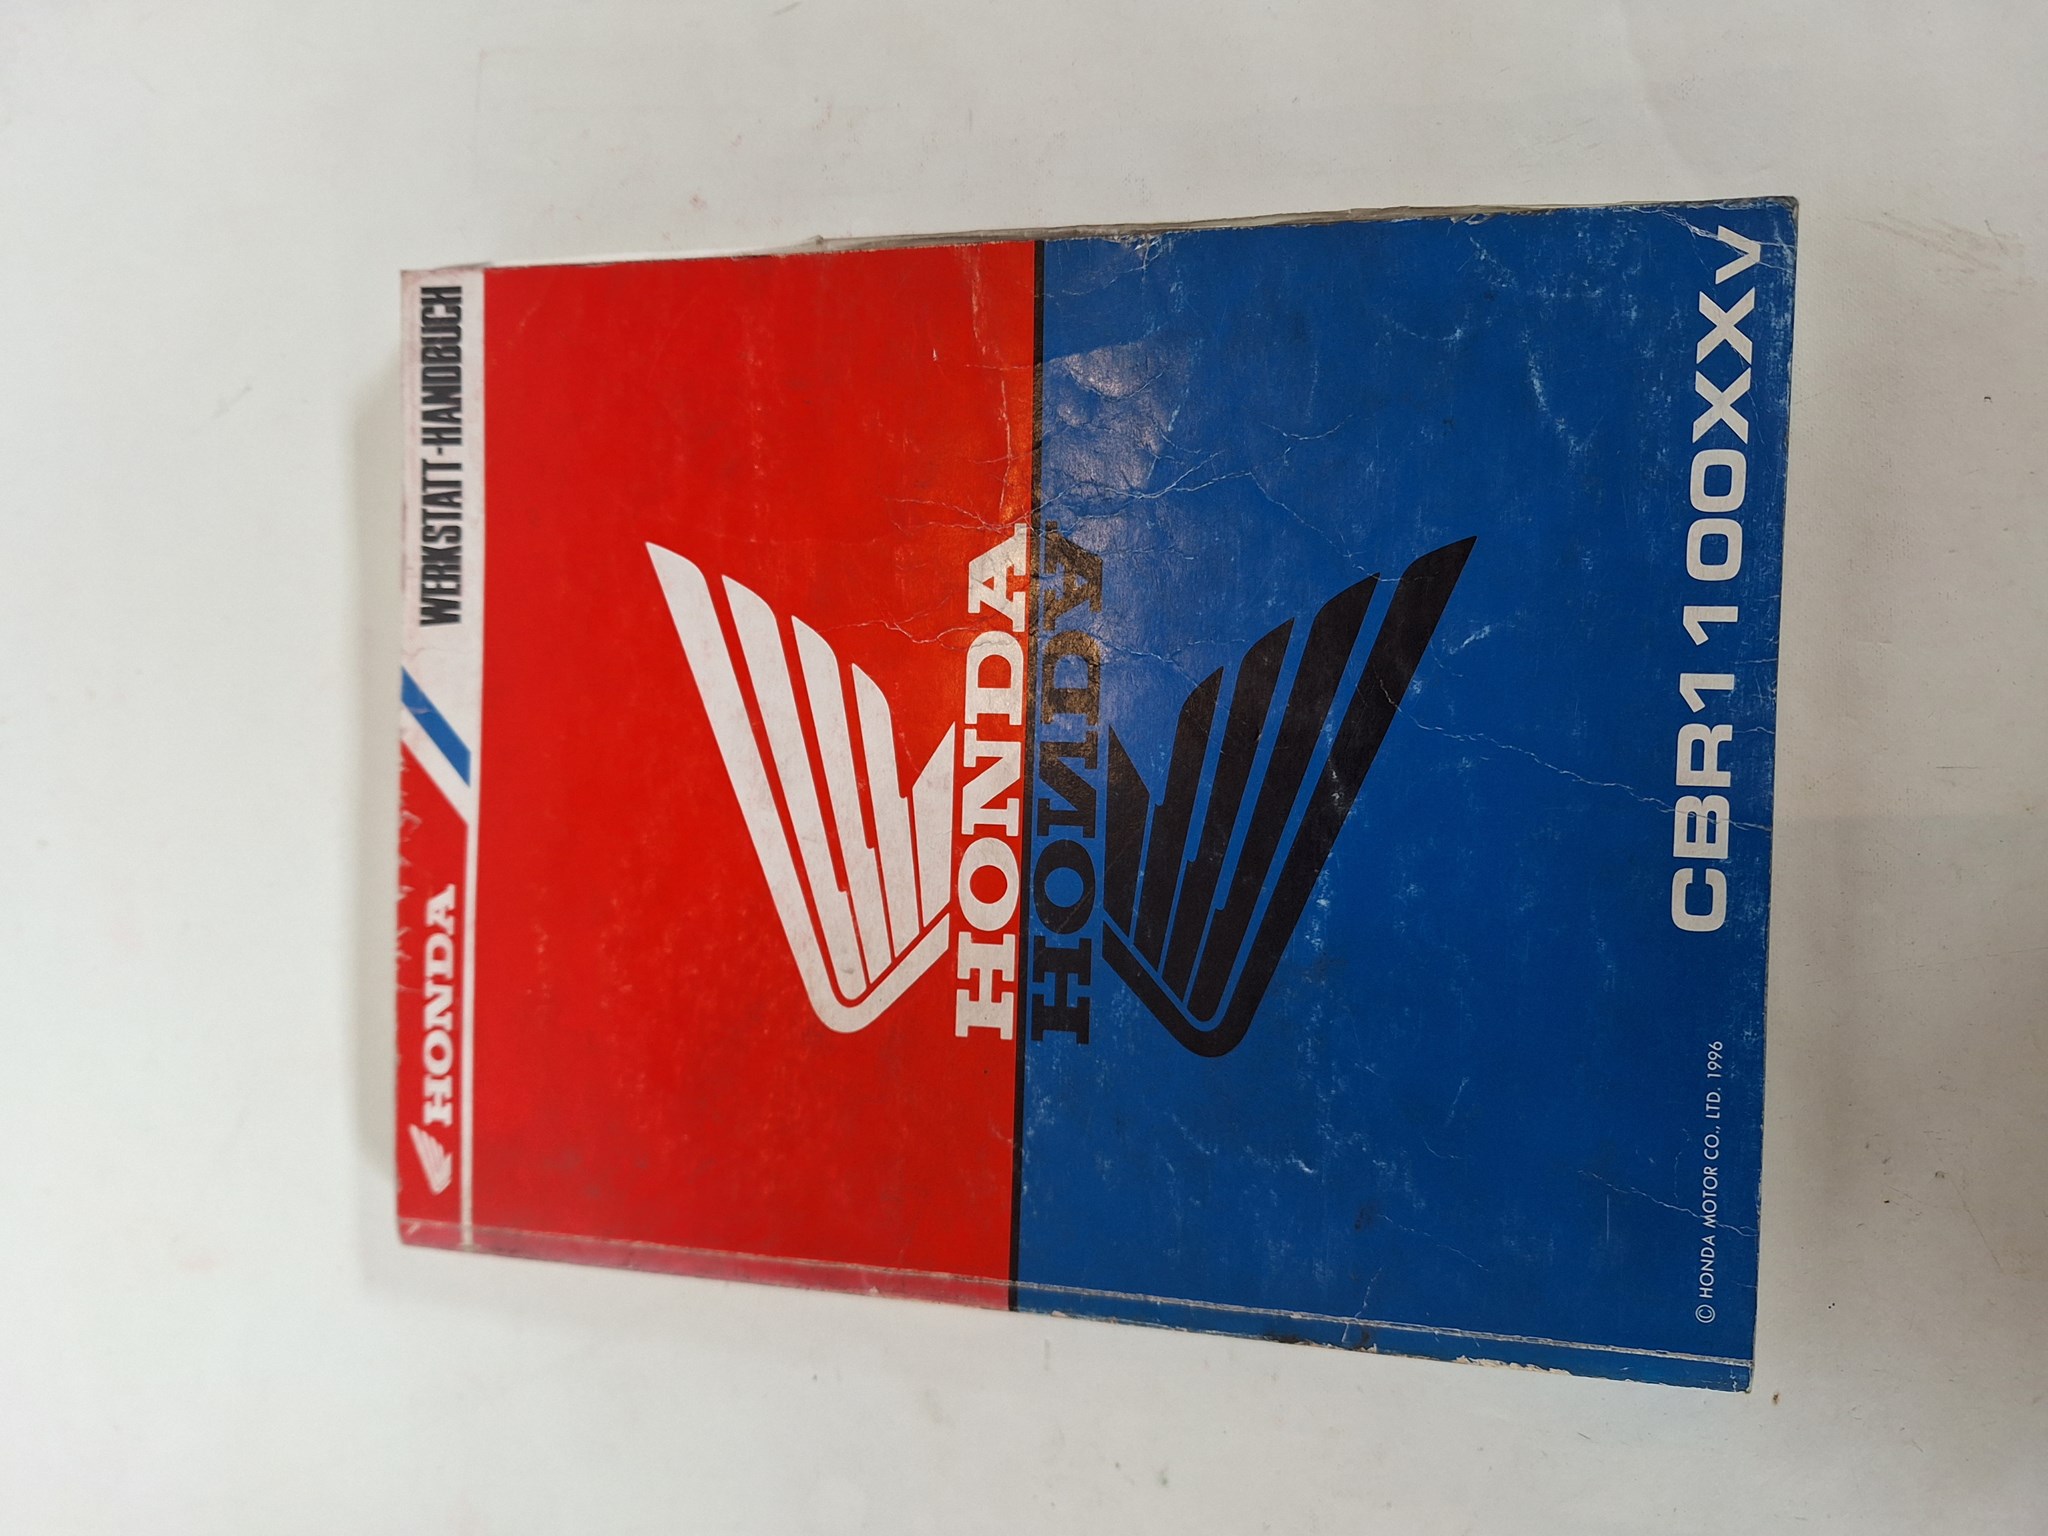 HONDA WERKSTATT-HANDBUCH
HONDA
HONDA
CBR1100XXV
© HONDA MOTOR CO., LTD. 1996